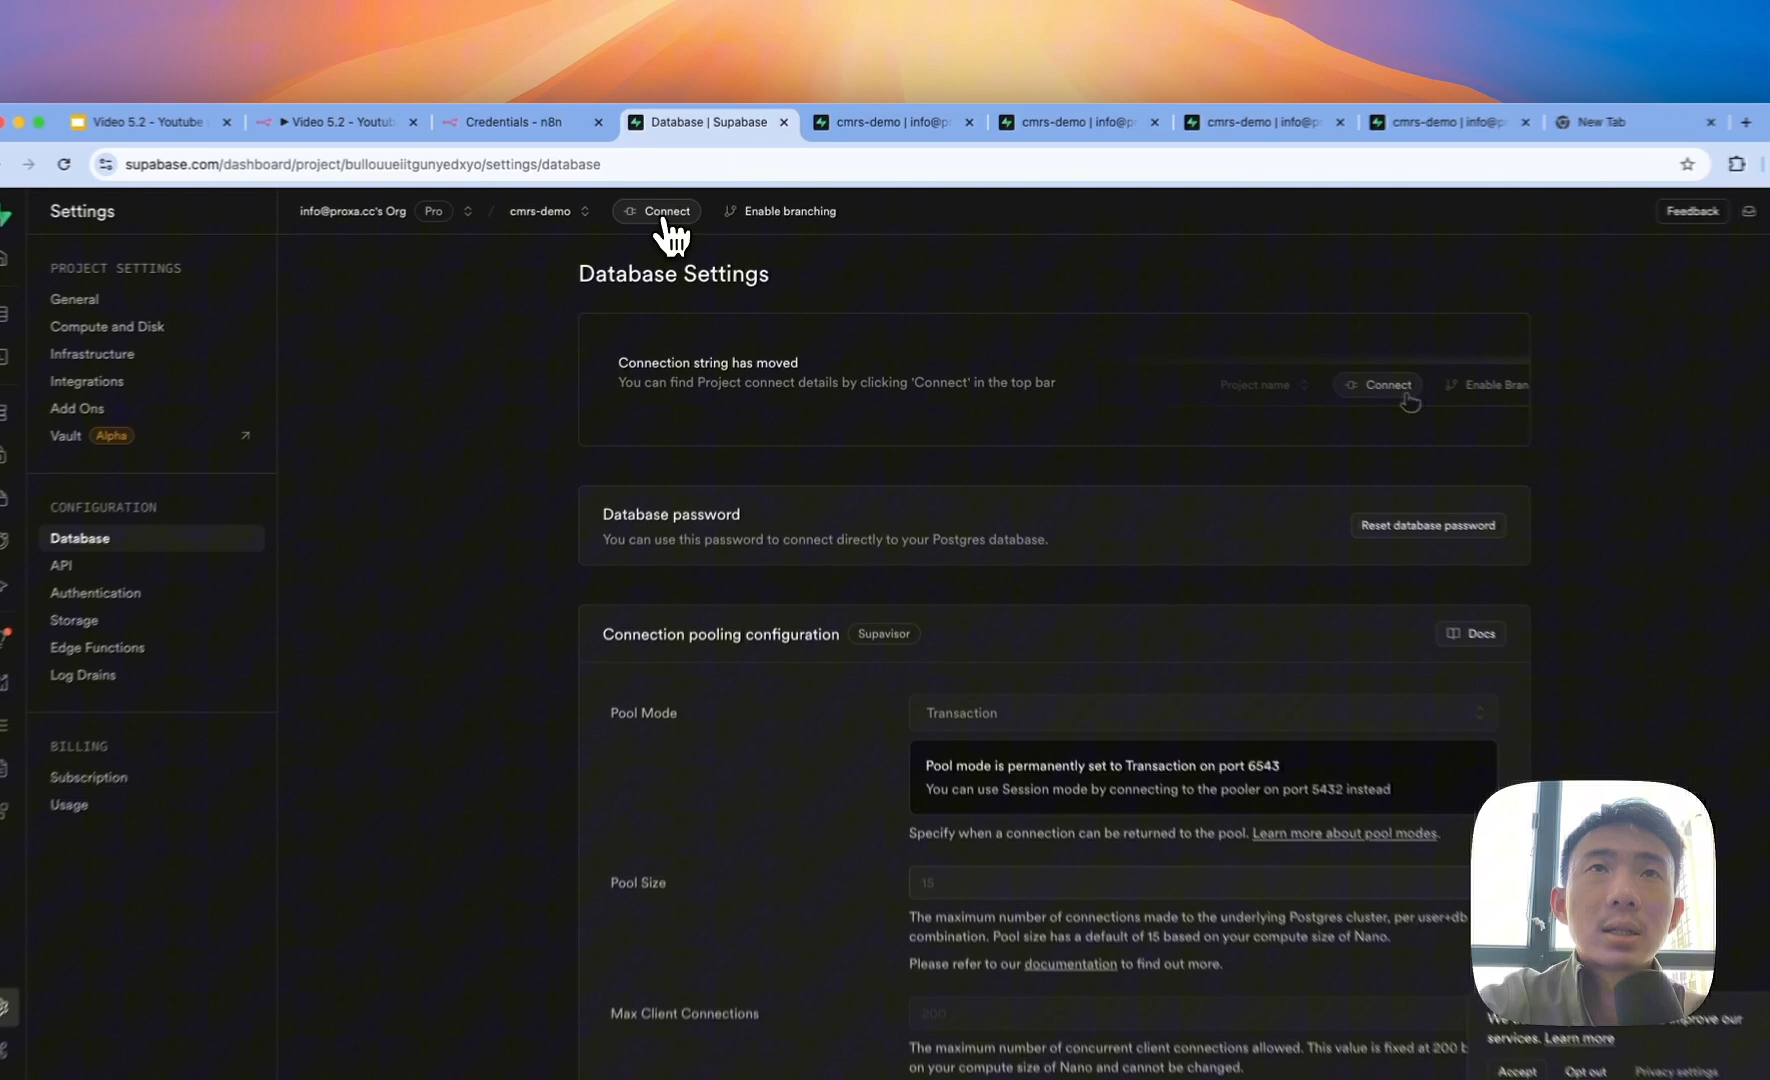 Video 5.2 - Youtube
Video 5.2 - Youtub
Credentials - n8n
Database | Supabase
cmrs-demo | info@p
cmrs-demo | info@p
cmrs-demo | info@p
cmrs-demo | info@p
New Tab
supabase.com/dashboard/project/bullouueiitgunyedxyo/settings/database
Settings
info@proxa.cc's Org Pro / cmrs-demo Connect Enable branching
Feedback
PROJECT SETTINGS
General
Compute and Disk
Infrastructure
Integrations
Add Ons
Vault Alpha
CONFIGURATION
Database
API
Authentication
Storage
Edge Functions
Log Drains
BILLING
Subscription
Usage
Database Settings
Connection string has moved
You can find Project connect details by clicking 'Connect' in the top bar
Project name Connect Enable Bran
Database password
You can use this password to connect directly to your Postgres database.
Reset database password
Connection pooling configuration Supavisor
Docs
Pool Mode
Transaction
Pool mode is permanently set to Transaction on port 6543
You can use Session mode by connecting to the pooler on port 5432 instead
Specify when a connection can be returned to the pool. Learn more about pool modes.
Pool Size
15
The maximum number of connections made to the underlying Postgres cluster, per user+db
combination. Pool size has a default of 15 based on your compute size of Nano.
Please refer to our documentation to find out more.
Max Client Connections
200
The maximum number of concurrent client connections allowed. This value is fixed at 200 b
on your compute size of Nano and cannot be changed.
We improve our
services. Learn more
Accept Opt out Privacy settings